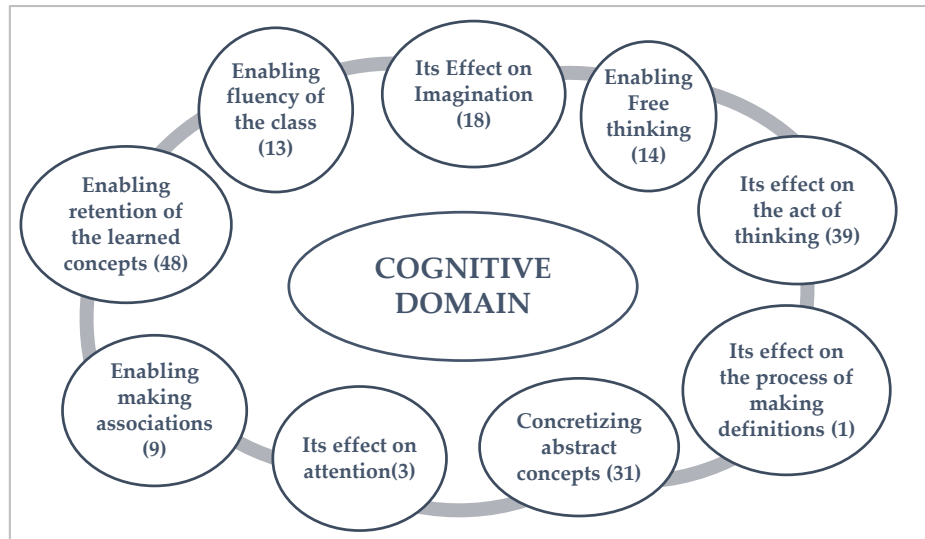 Its Effect on
Imagination
(18)
Enabling
Free
thinking
(14)
Its effect on
the act of
thinking (39)
Its effect on
the process of
making
definitions (1)
Concretizing
abstract
concepts (31)
Its effect on
attention(3)
Enabling
making
associations
(9)
Enabling
retention of
the learned
concepts (48)
Enabling
fluency of
the class
(13)
COGNITIVE
DOMAIN